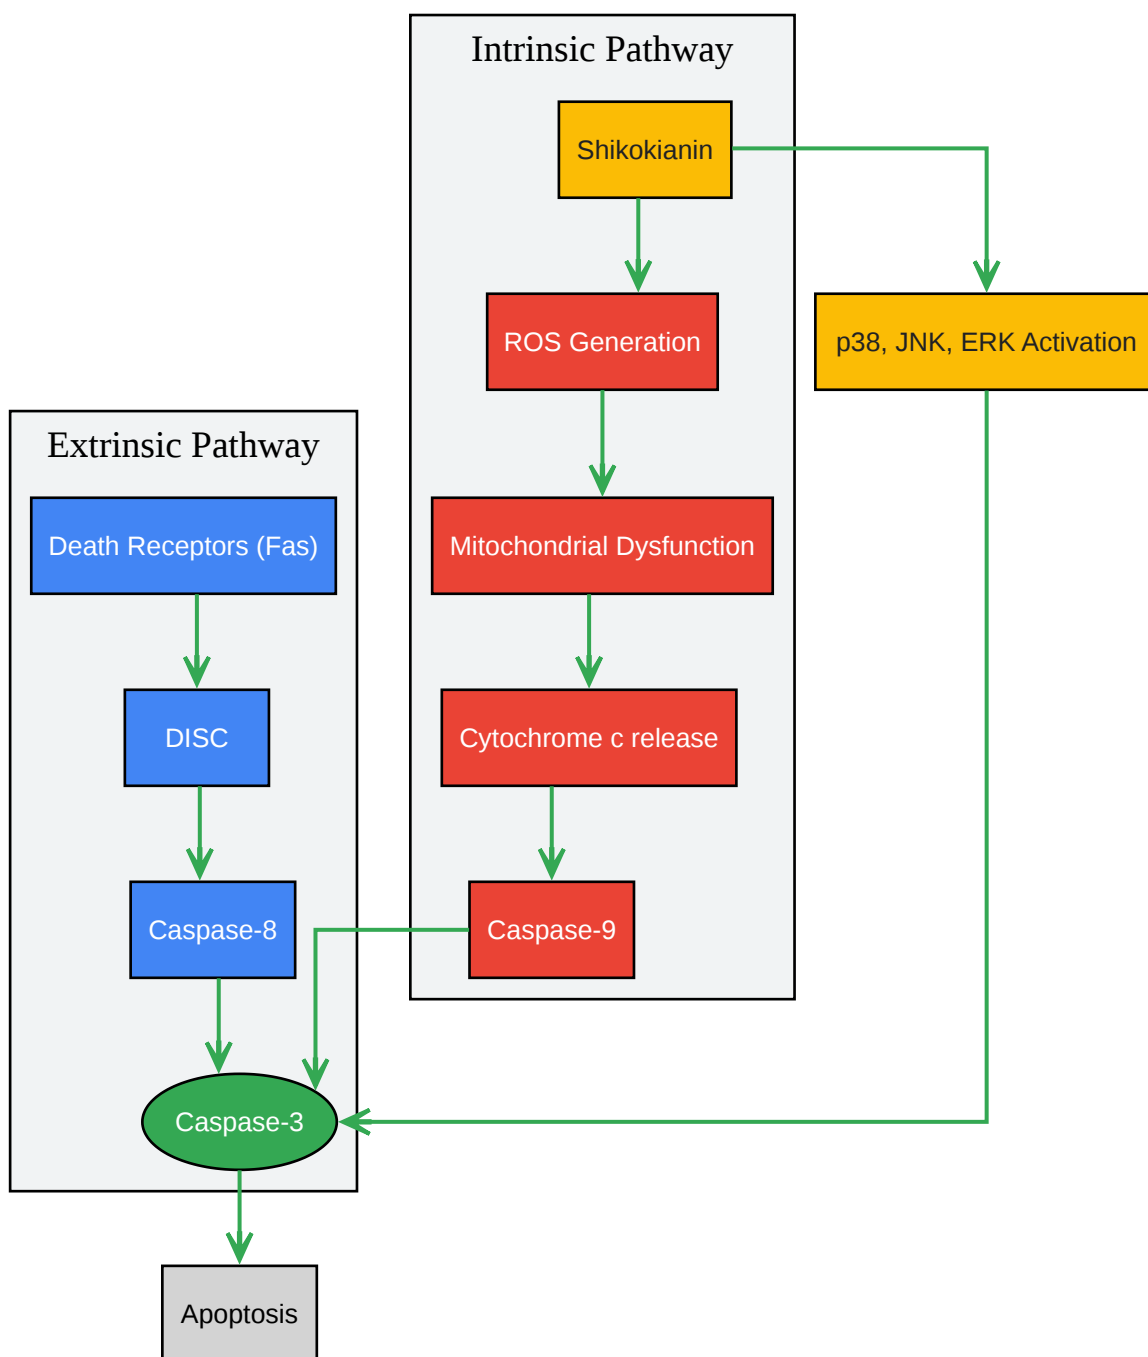 Intrinsic Pathway
Shikokianin
ROS Generation
p38, JNK, ERK Activation
Extrinsic Pathway
Death Receptors (Fas)
Mitochondrial Dysfunction
DISC
Cytochrome c release
Caspase-8
Caspase-9
Caspase-3
Apoptosis